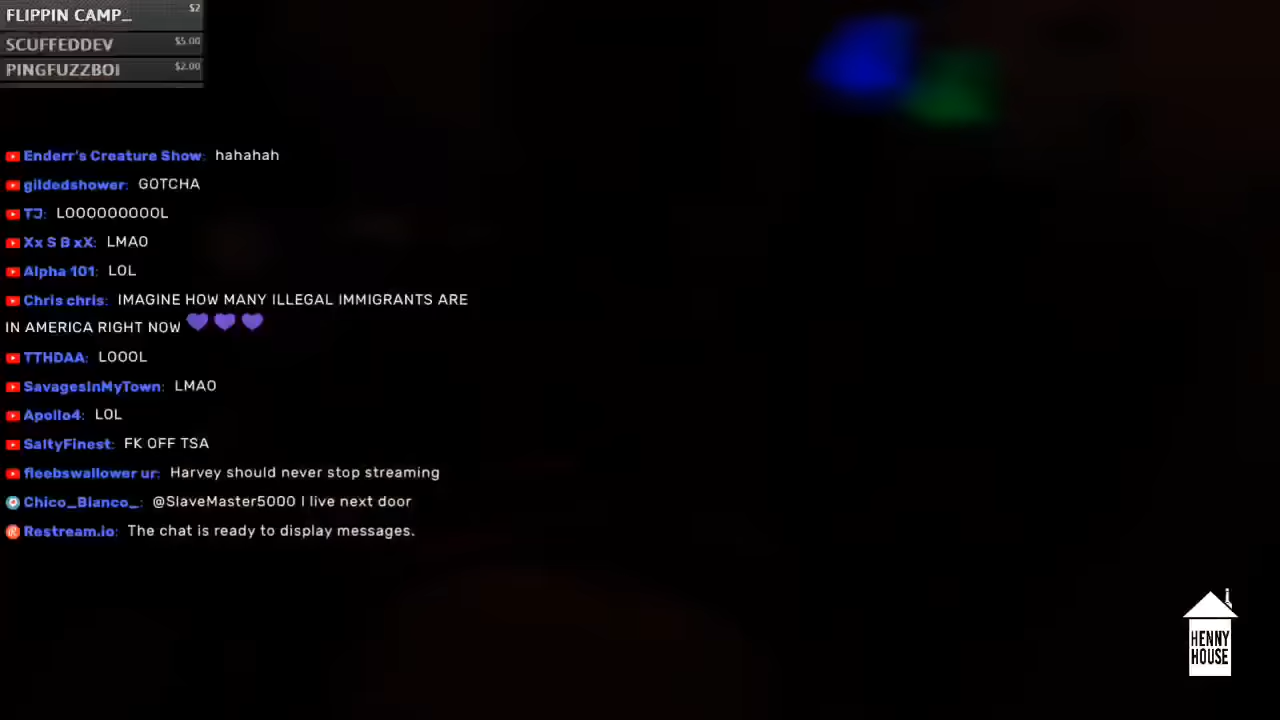 FLIPPIN CAMP_ $2
SCUFFEDDEV $5.00
PINGFUZZBOI $2.00
Enderr's Creature Show: hahahah
gildedshower: GOTCHA
TJ: LOOOOOOOOOL
Xx S B xX: LMAO
Alpha 101: LOL
Chris chris: IMAGINE HOW MANY ILLEGAL IMMIGRANTS ARE
IN AMERICA RIGHT NOW 💜 💜 💜
TTHDAA: LOOOL
SavagesInMyTown: LMAO
Apollo4: LOL
SaltyFinest: FK OFF TSA
fleebswallower ur: Harvey should never stop streaming
Chico_Blanco_: @SlaveMaster5000 I live next door
Restream.io: The chat is ready to display messages.
HENNY
HOUSE